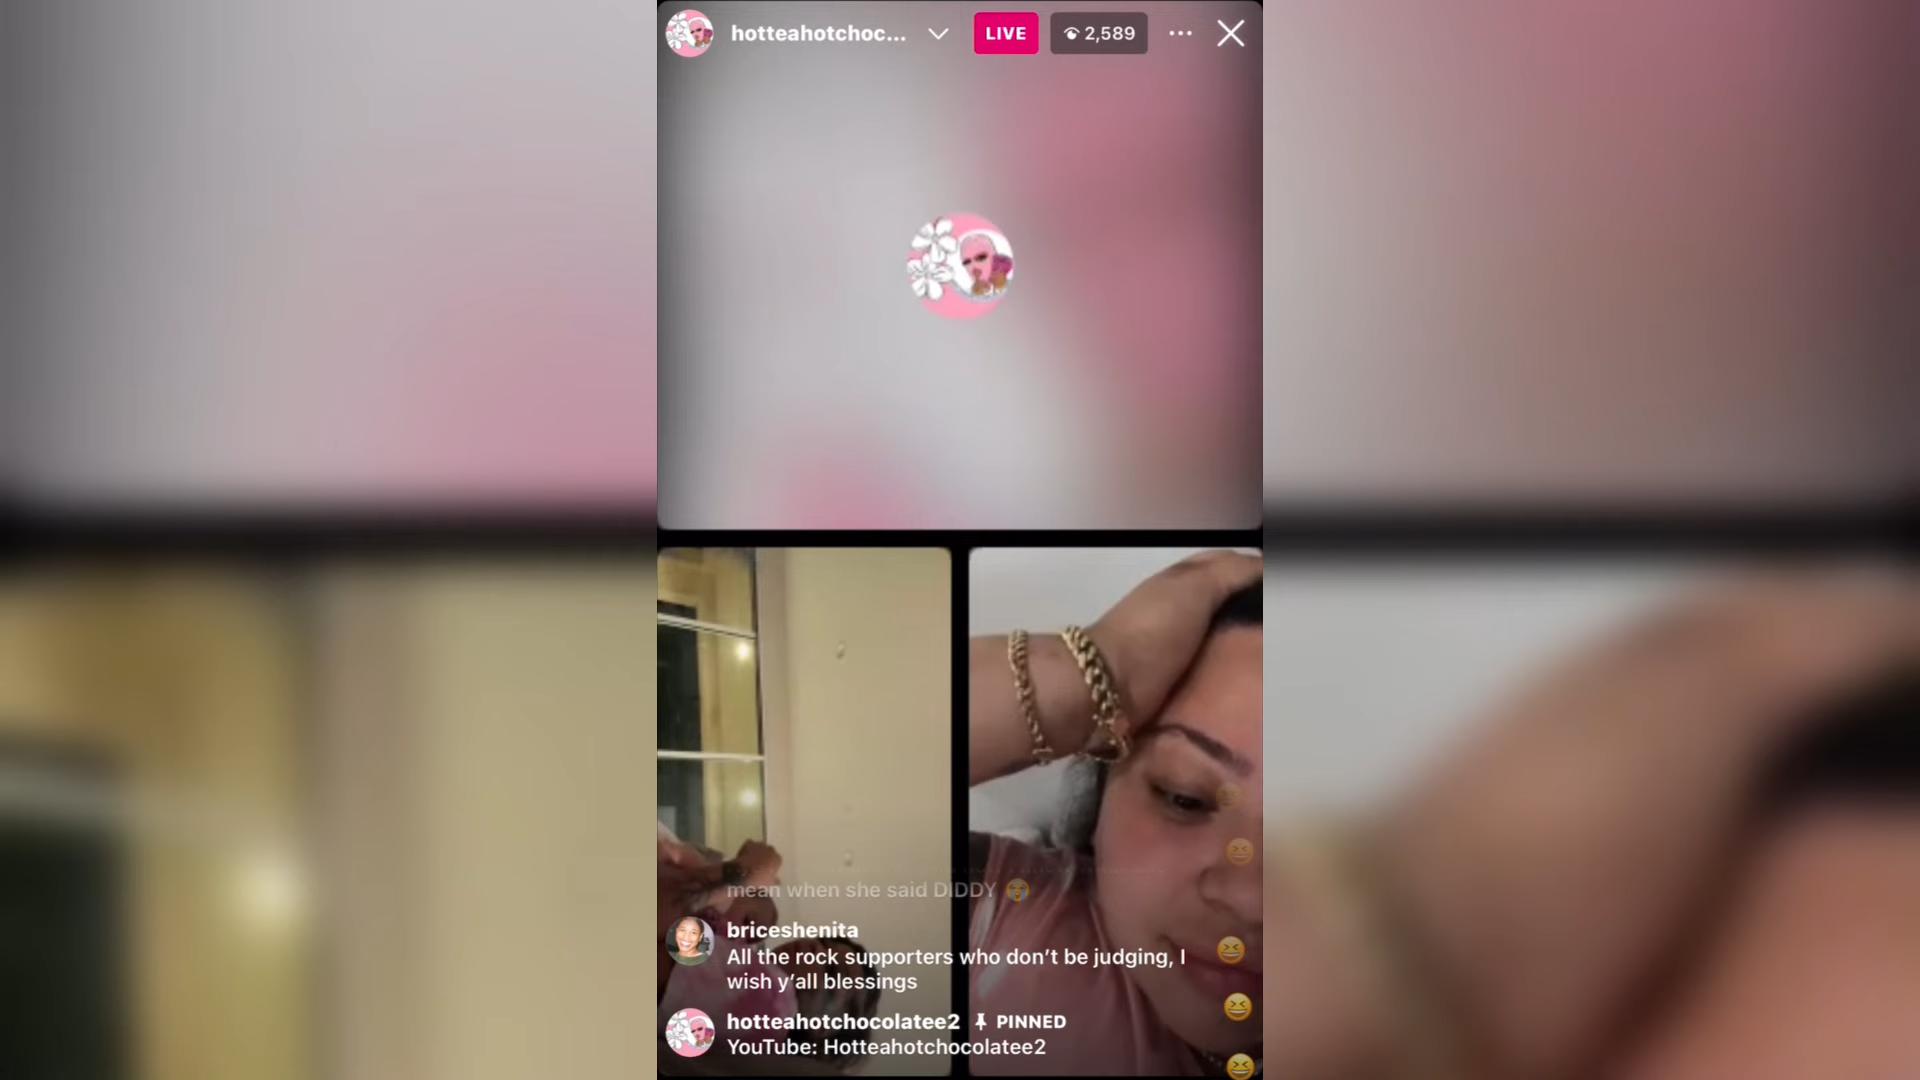 hotteahotchoc...
LIVE
2,589
mean when she said DIDDY 😭
briceshenita
All the rock supporters who don’t be judging, I
wish y’all blessings
hotteahotchocolatee2 PINNED
YouTube: Hotteahotchocolatee2